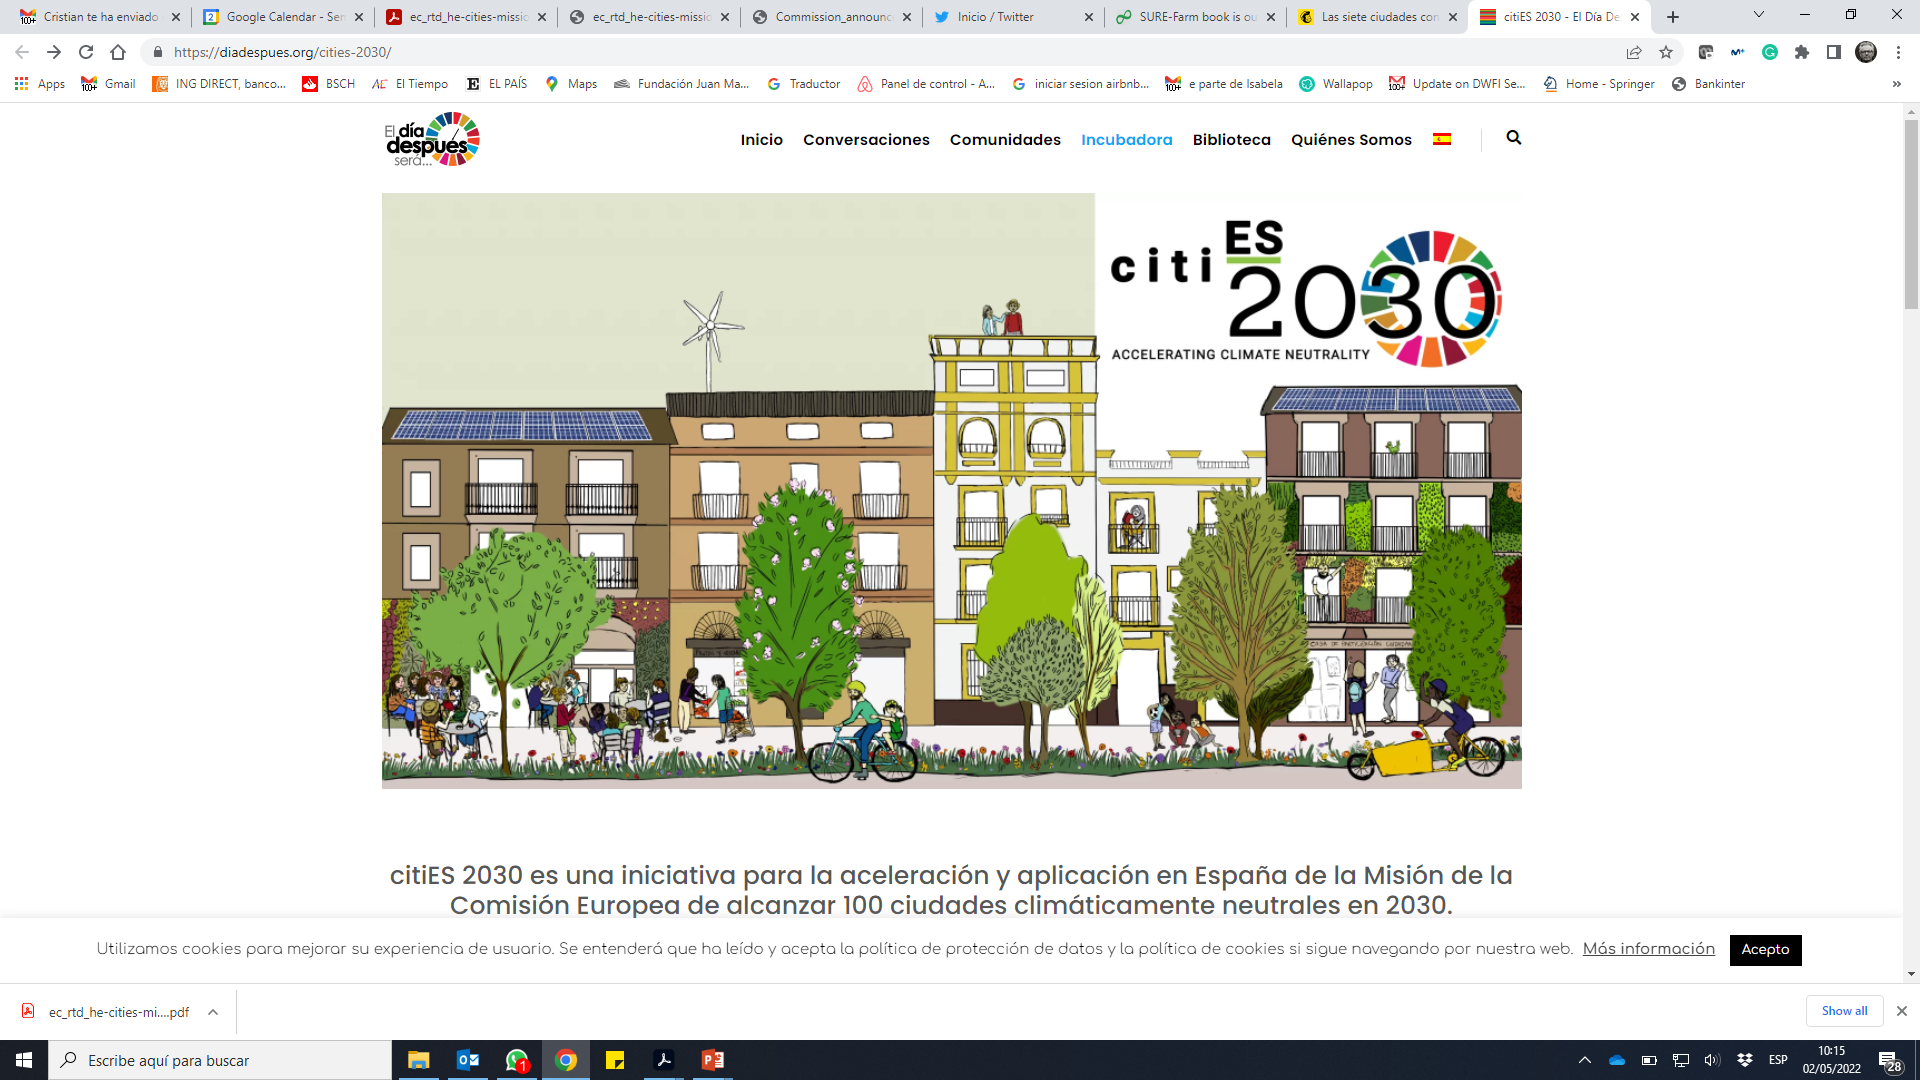 Cristian te ha enviado
Google Calendar - Sem
ec_rtd_he-cities-missio
ec_rtd_he-cities-missio
Commission_announc
Inicio / Twitter
SURE-Farm book is ou
Las siete ciudades con
citiES 2030 - El Día De
https://diadespues.org/cities-2030/
Apps
Gmail
ING DIRECT, banco...
BSCH
El Tiempo
EL PAÍS
Maps
Fundación Juan Ma...
Traductor
Panel de control - A...
iniciar sesion airbnb...
e parte de Isabela
Wallapop
Update on DWFI Se...
Home - Springer
Bankinter
»
El día
después
será...
Inicio
Conversaciones
Comunidades
Incubadora
Biblioteca
Quiénes Somos
citiES
2030
ACCELERATING CLIMATE NEUTRALITY
citiES 2030 es una iniciativa para la aceleración y aplicación en España de la Misión de la
Comisión Europea de alcanzar 100 ciudades climáticamente neutrales en 2030.
Utilizamos cookies para mejorar su experiencia de usuario. Se entenderá que ha leído y acepta la política de protección de datos y la política de cookies si sigue navegando por nuestra web. Más información
Acepto
ec_rtd_he-cities-mi....pdf
Show all
Escribe aquí para buscar
1
ESP
10:15
02/05/2022
28